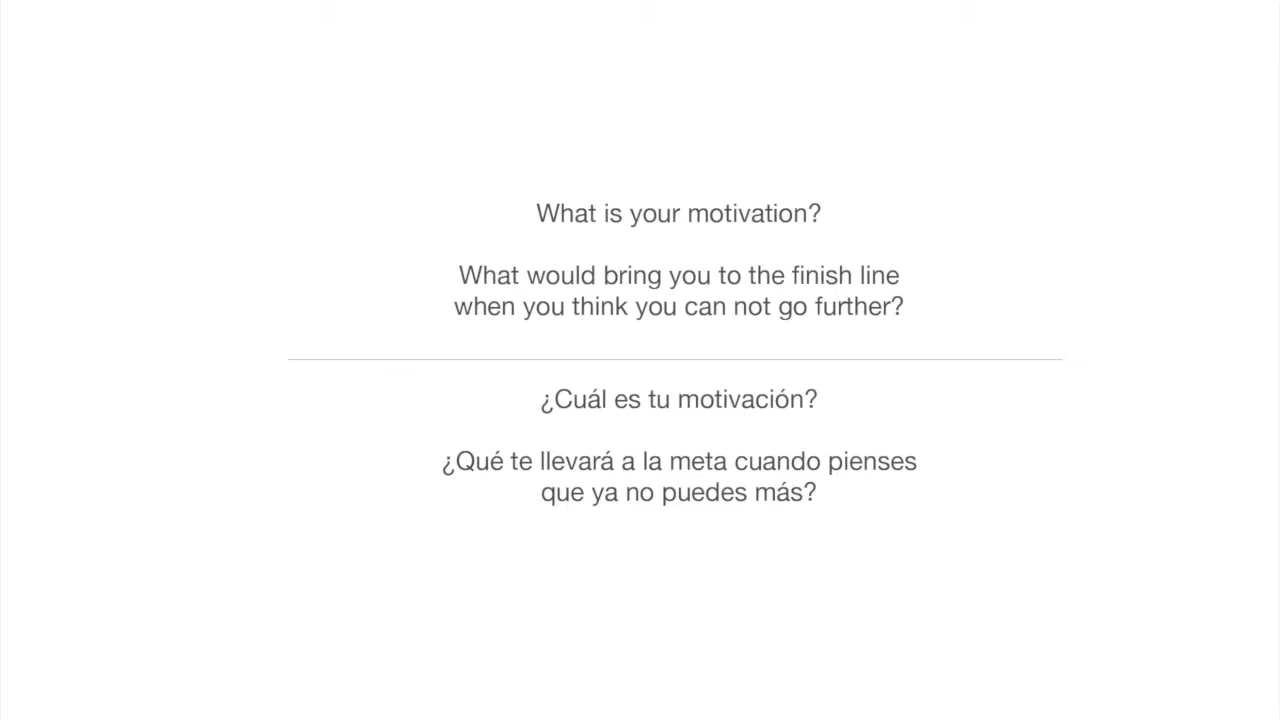 What is your motivation?
What would bring you to the finish line
when you think you can not go further?
¿Cuál es tu motivación?
¿Qué te llevará a la meta cuando pienses
que ya no puedes más?